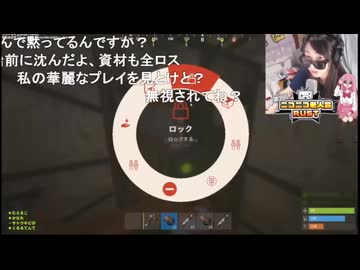 んで黙ってるんですか？
前に沈んだよ、資材も全ロス
私の華麗なプレイを見とけと？
無視されてね？
ロック
ロックする
ニコニコ老人会
RUST